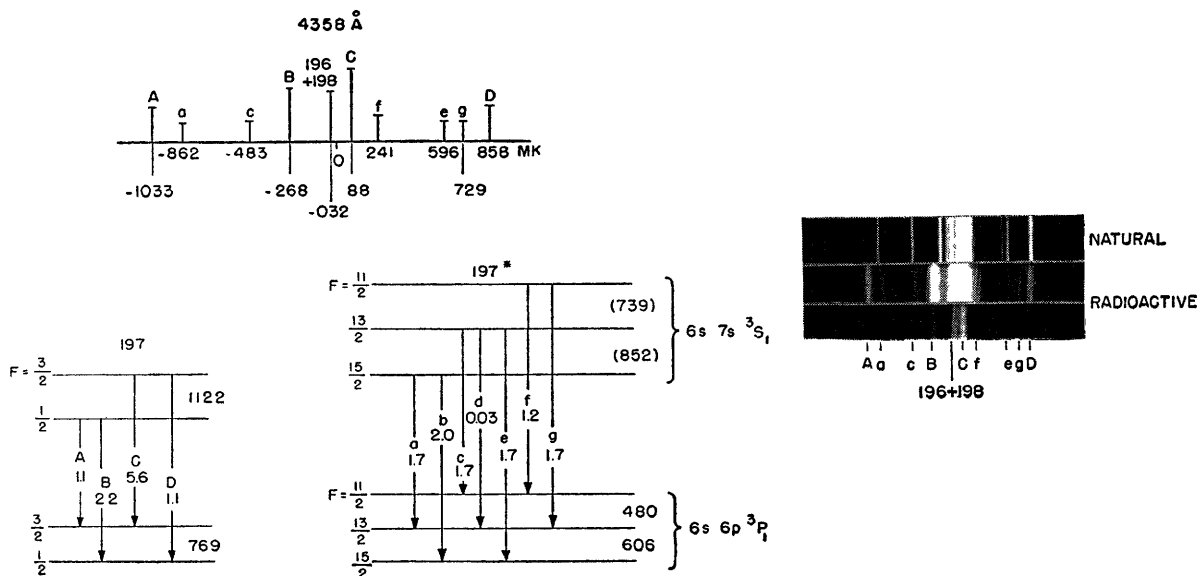 4358 Å
A
a
c
B
196
+198
C
f
e
g
D
-862
-483
0
241
596
858
MK
-1033
-268
-032
88
729
197
F = 3/2
1122
1/2
A
1.1
B
2.2
C
5.6
D
1.1
3/2
769
1/2
197*
F = 11/2
(739)
13/2
(852)
15/2
6s 7s ³S₁
a
1.7
b
2.0
c
1.7
d
0.03
e
1.7
f
1.2
g
1.7
F = 11/2
480
13/2
606
15/2
6s 6p ³P₁
NATURAL
RADIOACTIVE
A a c B C f e g D
196+198